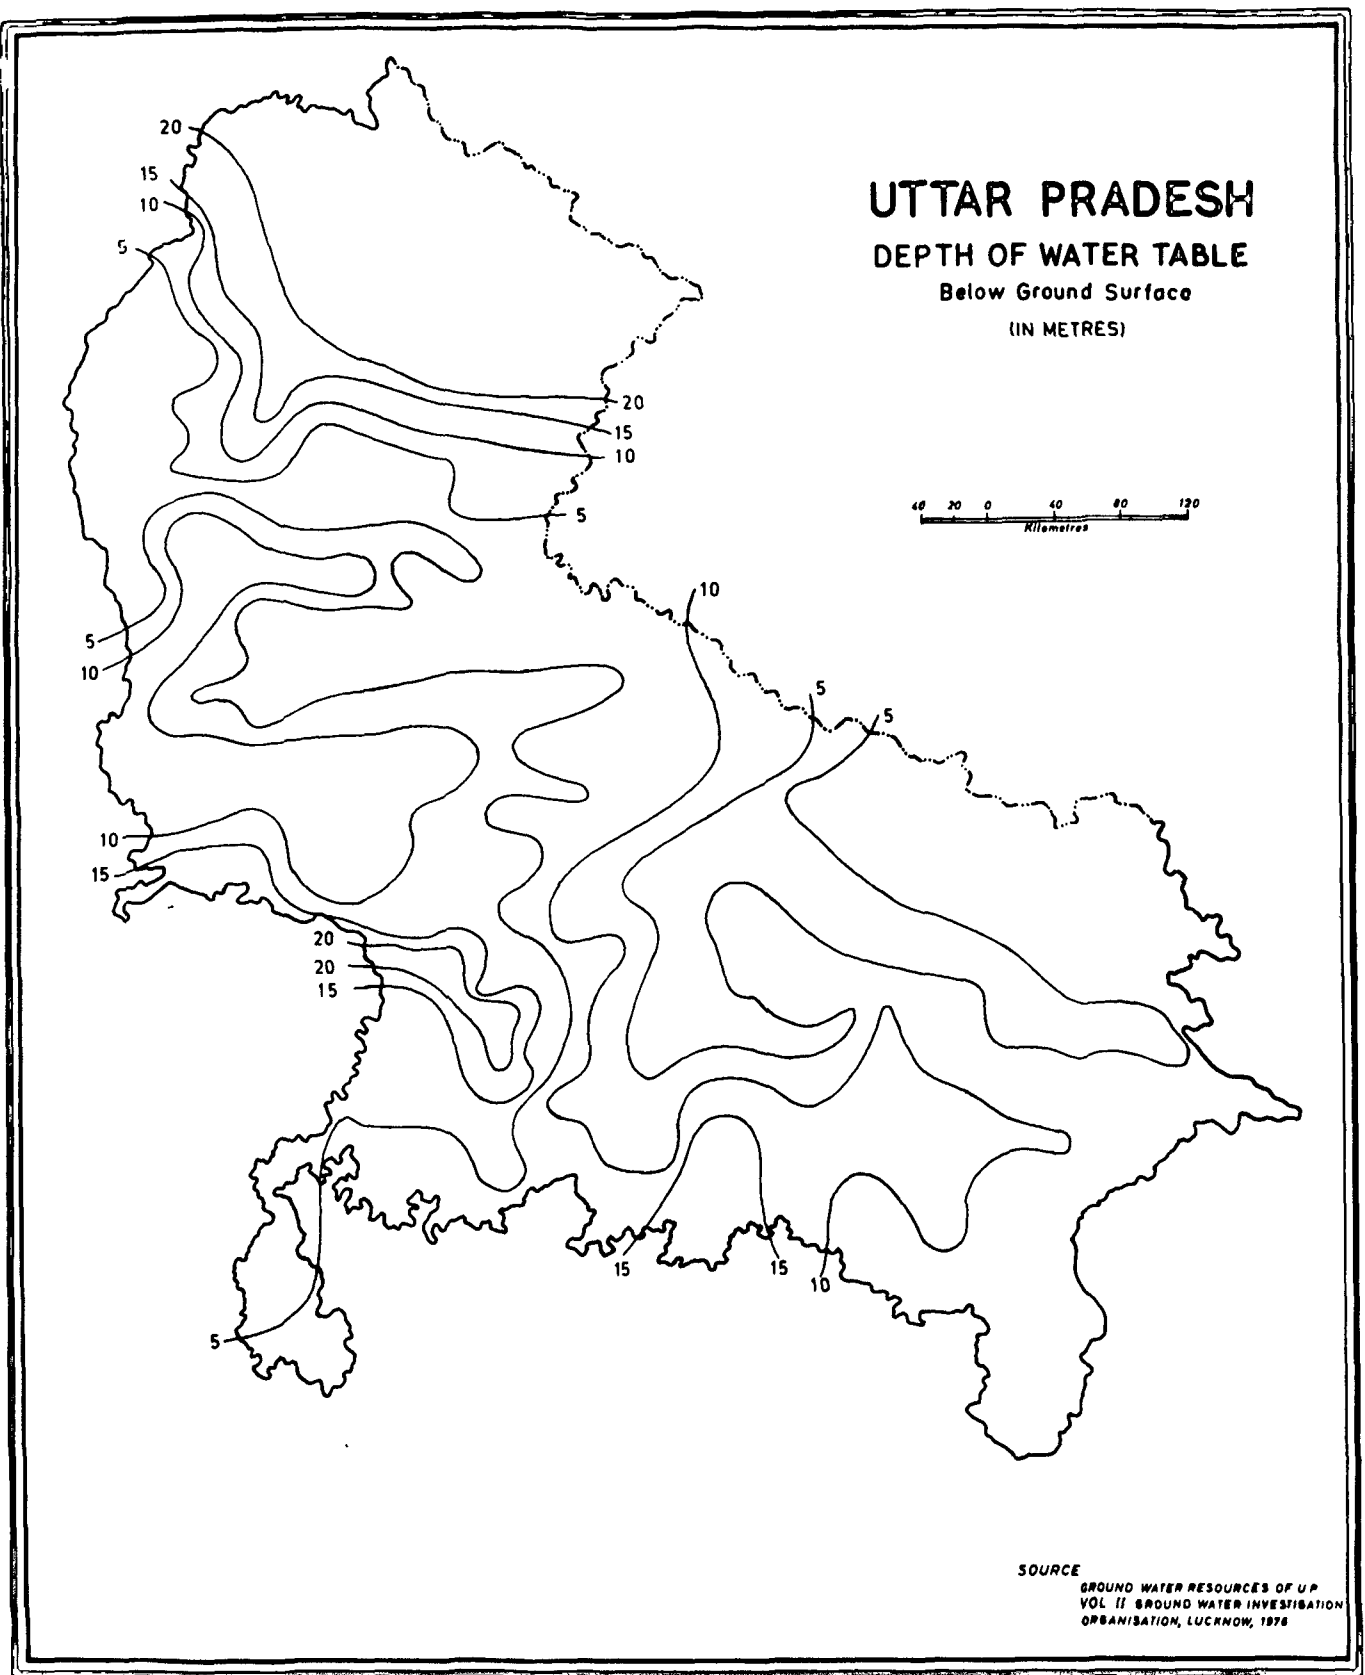 UTTAR PRADESH
DEPTH OF WATER TABLE
Below Ground Surface
(IN METRES)
20
15
10
5
20
15
10
5
40 20 0 40 80 120
Kilometres
10
5
5
5
10
10
15
20
20
15
15
15
10
5
SOURCE
GROUND WATER RESOURCES OF U P
VOL II GROUND WATER INVESTIGATION
ORGANISATION, LUCKNOW, 1976